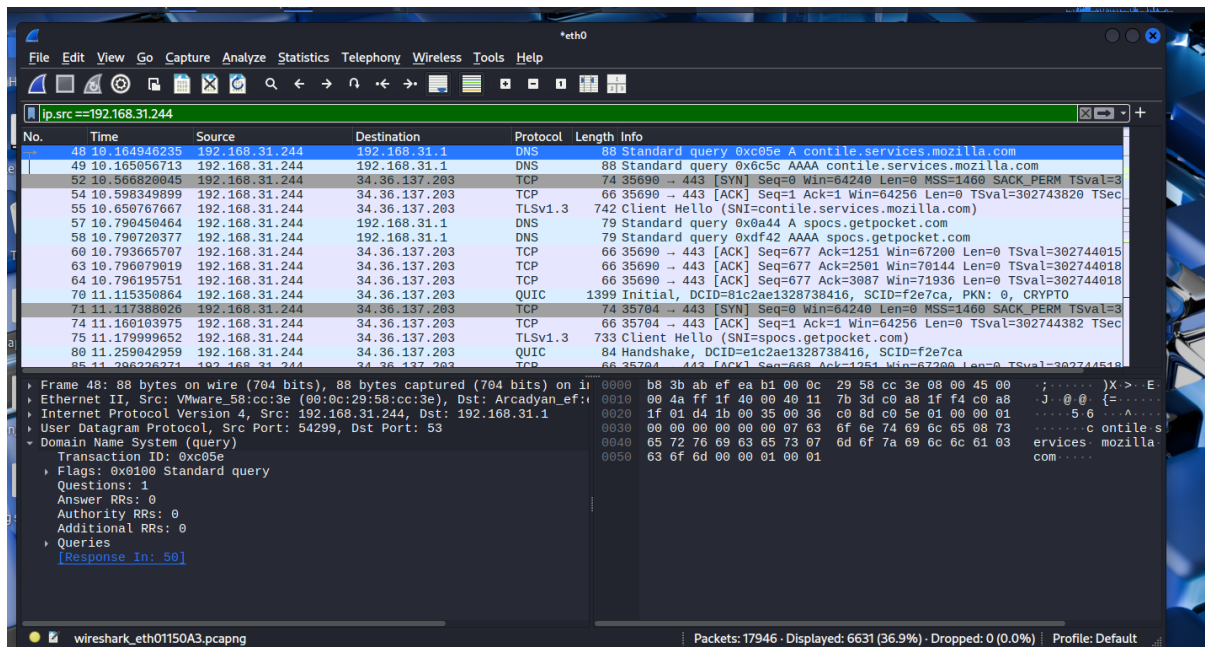 *eth0
File Edit View Go Capture Analyze Statistics Telephony Wireless Tools Help
ip.src ==192.168.31.244
No. Time Source Destination Protocol Length Info
48 10.164946235 192.168.31.244 192.168.31.1 DNS 88 Standard query 0xc05e A contile.services.mozilla.com
49 10.165056713 192.168.31.244 192.168.31.1 DNS 88 Standard query 0x6c5c AAAA contile.services.mozilla.com
52 10.566820045 192.168.31.244 34.36.137.203 TCP 74 35690 → 443 [SYN] Seq=0 Win=64240 Len=0 MSS=1460 SACK_PERM TSval=3
54 10.598349899 192.168.31.244 34.36.137.203 TCP 66 35690 → 443 [ACK] Seq=1 Ack=1 Win=64256 Len=0 TSval=302743820 TSec
55 10.650767667 192.168.31.244 34.36.137.203 TLSv1.3 742 Client Hello (SNI=contile.services.mozilla.com)
57 10.790450464 192.168.31.244 192.168.31.1 DNS 79 Standard query 0x0a44 A spocs.getpocket.com
58 10.790720377 192.168.31.244 192.168.31.1 DNS 79 Standard query 0xdf42 AAAA spocs.getpocket.com
60 10.793665707 192.168.31.244 34.36.137.203 TCP 66 35690 → 443 [ACK] Seq=677 Ack=1251 Win=67200 Len=0 TSval=302744015
63 10.796079019 192.168.31.244 34.36.137.203 TCP 66 35690 → 443 [ACK] Seq=677 Ack=2501 Win=70144 Len=0 TSval=302744018
64 10.796195751 192.168.31.244 34.36.137.203 TCP 66 35690 → 443 [ACK] Seq=677 Ack=3087 Win=71936 Len=0 TSval=302744018
70 11.115350864 192.168.31.244 34.36.137.203 QUIC 1399 Initial, DCID=81c2ae1328738416, SCID=f2e7ca, PKN: 0, CRYPTO
71 11.117388026 192.168.31.244 34.36.137.203 TCP 74 35704 → 443 [SYN] Seq=0 Win=64240 Len=0 MSS=1460 SACK_PERM TSval=3
74 11.160103975 192.168.31.244 34.36.137.203 TCP 66 35704 → 443 [ACK] Seq=1 Ack=1 Win=64256 Len=0 TSval=302744382 TSec
75 11.179999652 192.168.31.244 34.36.137.203 TLSv1.3 733 Client Hello (SNI=spocs.getpocket.com)
80 11.259042959 192.168.31.244 34.36.137.203 QUIC 84 Handshake, DCID=e1c2ae1328738416, SCID=f2e7ca
85 11.296226271 192.168.31.244 34.36.137.203 TCP 66 35704 → 443 [ACK] Seq=668 Ack=1251 Win=67200 Len=0 TSval=302744518
Frame 48: 88 bytes on wire (704 bits), 88 bytes captured (704 bits) on i
Ethernet II, Src: VMware_58:cc:3e (00:0c:29:58:cc:3e), Dst: Arcadyan_ef:
Internet Protocol Version 4, Src: 192.168.31.244, Dst: 192.168.31.1
User Datagram Protocol, Src Port: 54299, Dst Port: 53
Domain Name System (query)
Transaction ID: 0xc05e
Flags: 0x0100 Standard query
Questions: 1
Answer RRs: 0
Authority RRs: 0
Additional RRs: 0
Queries
[Response In: 50]
0000 b8 3b ab ef ea b1 00 0c 29 58 cc 3e 08 00 45 00 ·;······ )X·>··E·
0010 00 4a ff 1f 40 00 40 11 7b 3d c0 a8 1f f4 c0 a8 ·J··@·@· {=······
0020 1f 01 d4 1b 00 35 00 36 c0 8d c0 5e 01 00 00 01 ·····5·6 ···^····
0030 00 00 00 00 00 00 07 63 6f 6e 74 69 6c 65 08 73 ·······c ontile·s
0040 65 72 76 69 63 65 73 07 6d 6f 7a 69 6c 6c 61 03 ervices· mozilla·
0050 63 6f 6d 00 00 01 00 01 com·····
wireshark_eth01150A3.pcapng Packets: 17946 · Displayed: 6631 (36.9%) · Dropped: 0 (0.0%) Profile: Default